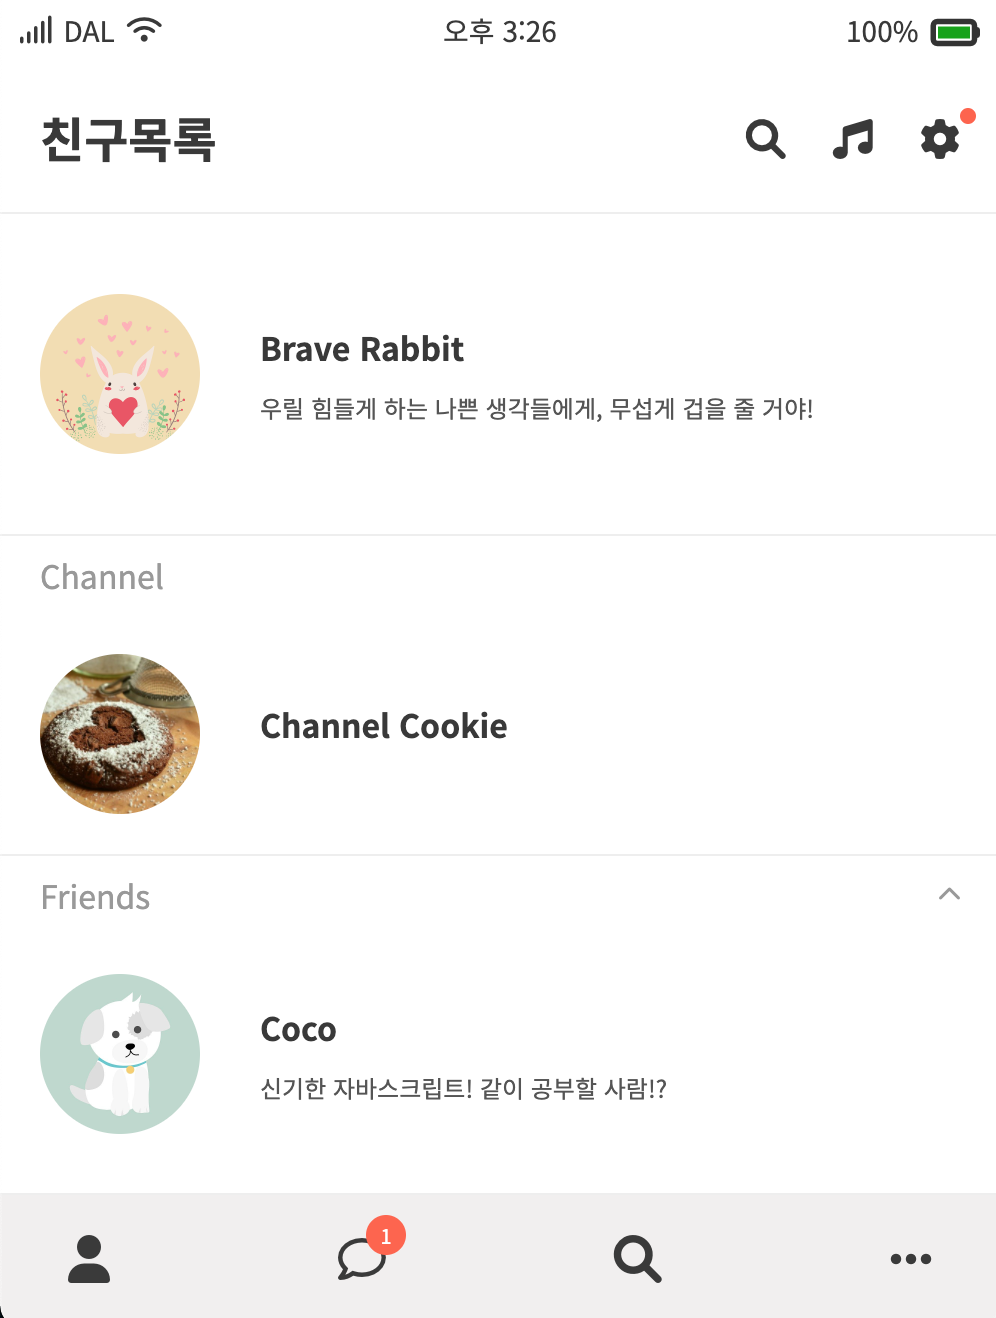 DAL 오후 3:26 100%
친구목록
Brave Rabbit
우릴 힘들게 하는 나쁜 생각들에게, 무섭게 겁을 줄 거야!
Channel
Channel Cookie
Friends
Coco
신기한 자바스크립트! 같이 공부할 사람!?
1